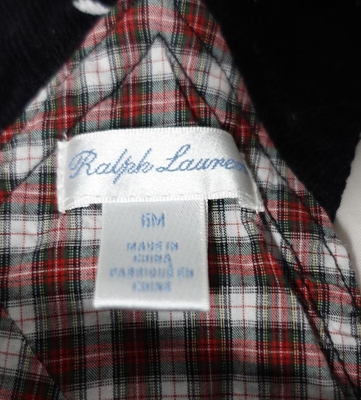 Ralph Lauren
6M
MADE IN
CHINA
FABRIQUÉ EN
CHINE